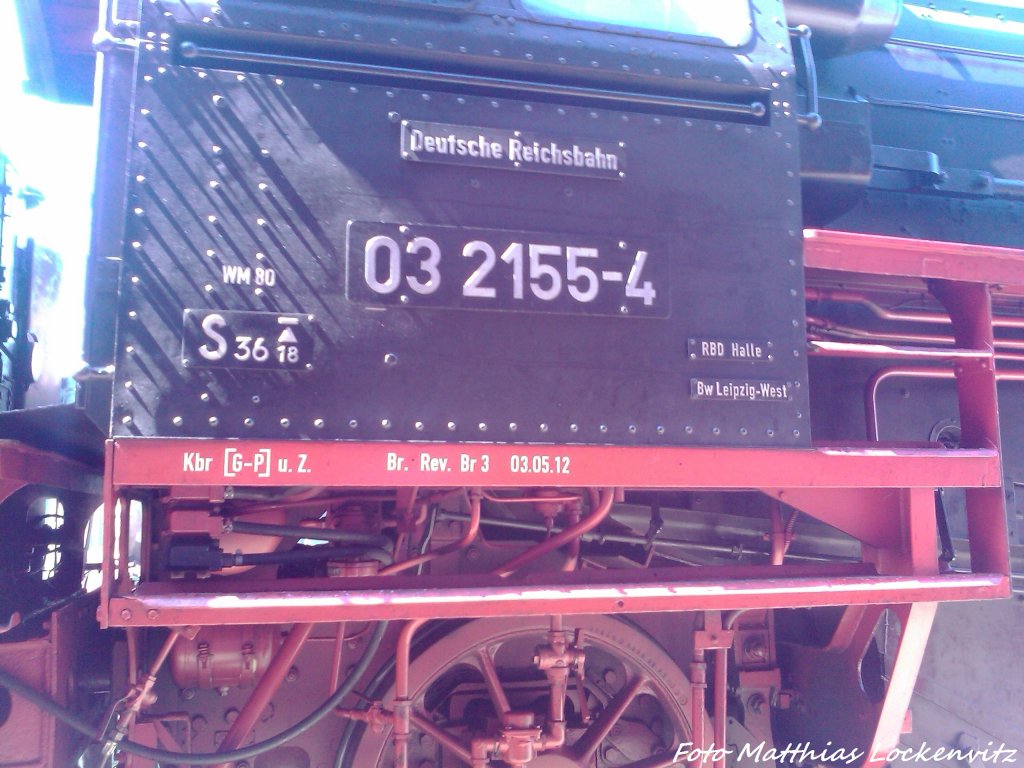 Deutsche Reichsbahn
03 2155-4
WM 80
S 36 18
RBD Halle
Bw Leipzig-West
Kbr [G-P] u. Z. Br. Rev. Br 3 03.05.12
Foto Matthias Lockenvitz